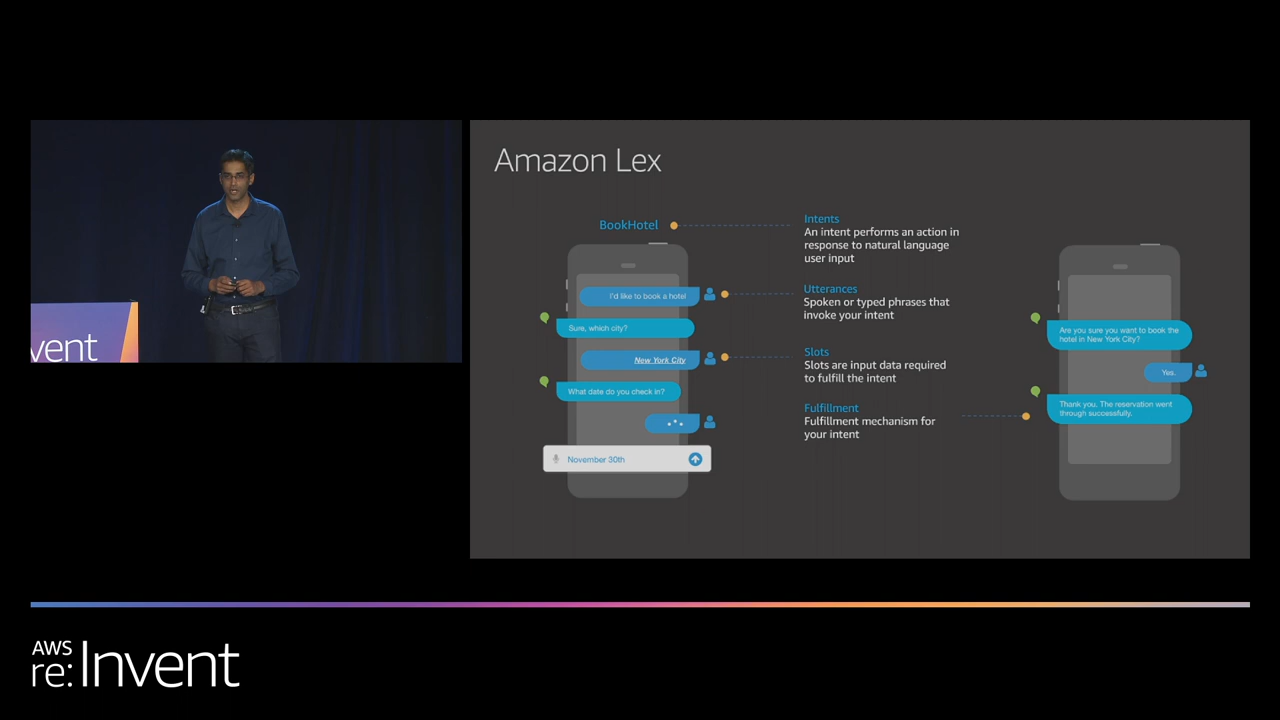 Amazon Lex
BookHotel
I'd like to book a hotel
Sure, which city?
New York City
What date do you check in?
November 30th
Intents
An intent performs an action in
response to natural language
user input
Utterances
Spoken or typed phrases that
invoke your intent
Slots
Slots are input data required
to fulfill the intent
Fulfillment
Fulfillment mechanism for
your intent
Are you sure you want to book the
hotel in New York City?
Yes.
Thank you. The reservation went
through successfully.
vent
AWS
re:Invent